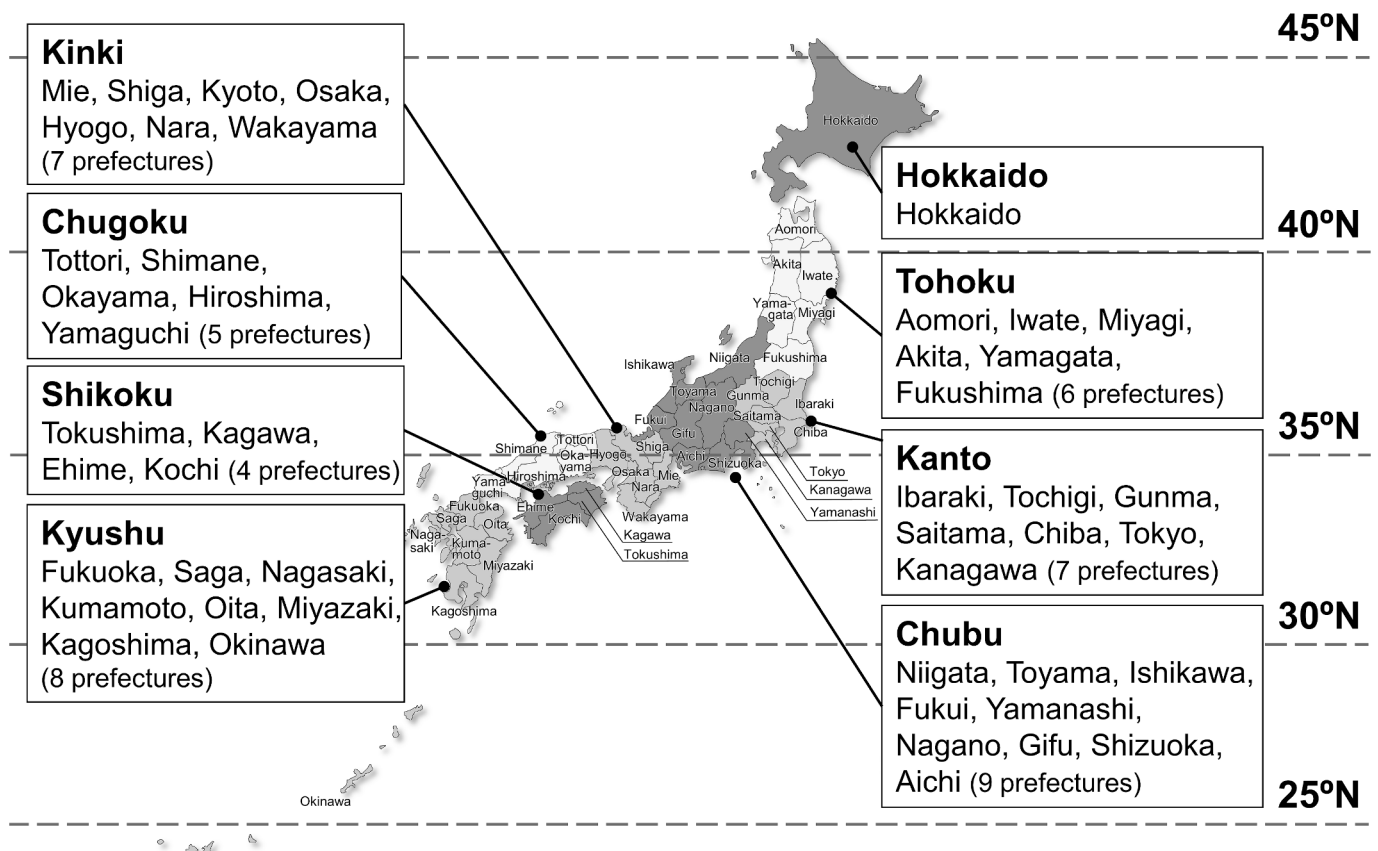 45ºN
Kinki
Mie, Shiga, Kyoto, Osaka,
Hyogo, Nara, Wakayama
(7 prefectures)
Chugoku
Tottori, Shimane,
Okayama, Hiroshima,
Yamaguchi (5 prefectures)
Shikoku
Tokushima, Kagawa,
Ehime, Kochi (4 prefectures)
Kyushu
Fukuoka, Saga, Nagasaki,
Kumamoto, Oita, Miyazaki,
Kagoshima, Okinawa
(8 prefectures)
Hokkaido
Aomori
Akita
Iwate
Yama-
gata
Miyagi
Niigata
Fukushima
Ishikawa
Toyama
Tochigi
Gunma
Nagano
Ibaraki
Saitama
Fukui
Gifu
Chiba
Shiga
Aichi
Shizuoka
Tokyo
Kanagawa
Yamanashi
Shimane
Tottori
Oka-
yama
Hyogo
Hiroshima
Osaka
Mie
Nara
Wakayama
Yama-
guchi
Fukuoka
Saga
Oita
Naga-
saki
Kuma-
moto
Miyazaki
Kagoshima
Ehime
Kochi
Kagawa
Tokushima
Okinawa
Hokkaido
Hokkaido
40ºN
Tohoku
Aomori, Iwate, Miyagi,
Akita, Yamagata,
Fukushima (6 prefectures)
35ºN
Kanto
Ibaraki, Tochigi, Gunma,
Saitama, Chiba, Tokyo,
Kanagawa (7 prefectures)
30ºN
Chubu
Niigata, Toyama, Ishikawa,
Fukui, Yamanashi,
Nagano, Gifu, Shizuoka,
Aichi (9 prefectures)
25ºN